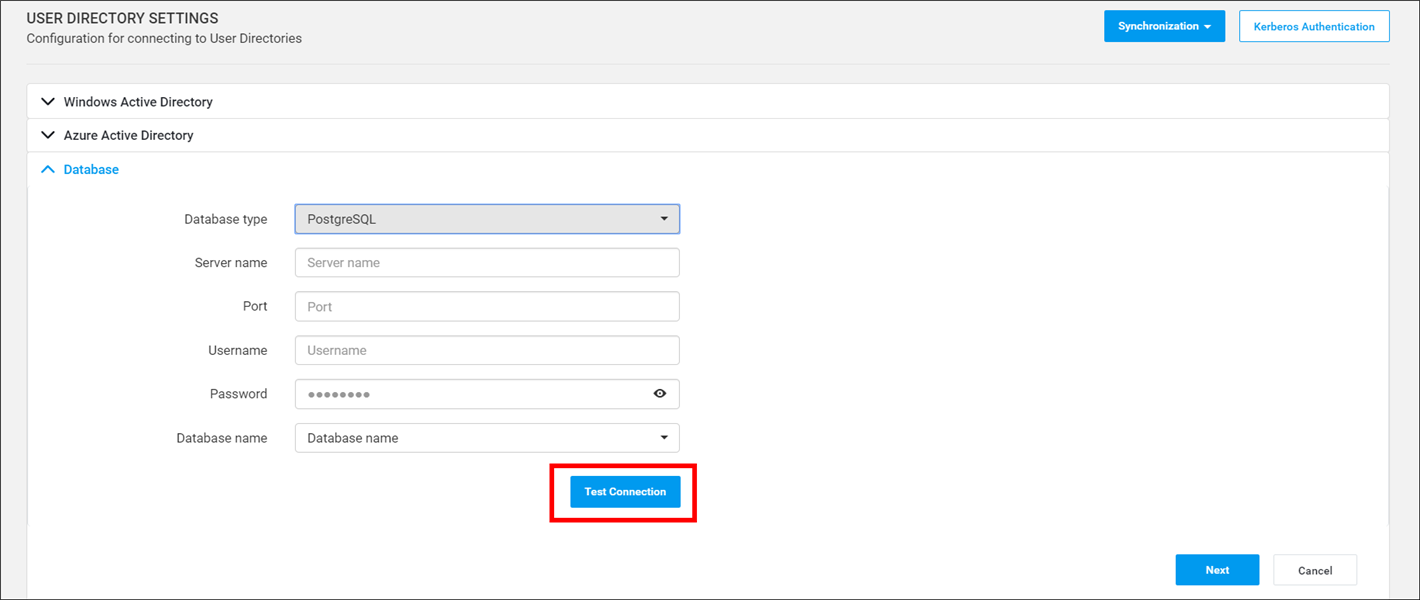 USER DIRECTORY SETTINGS
Configuration for connecting to User Directories
Synchronization
Kerberos Authentication
Windows Active Directory
Azure Active Directory
Database
Database type PostgreSQL
Server name Server name
Port Port
Username Username
Password ••••••••
Database name Database name
Test Connection
Next Cancel